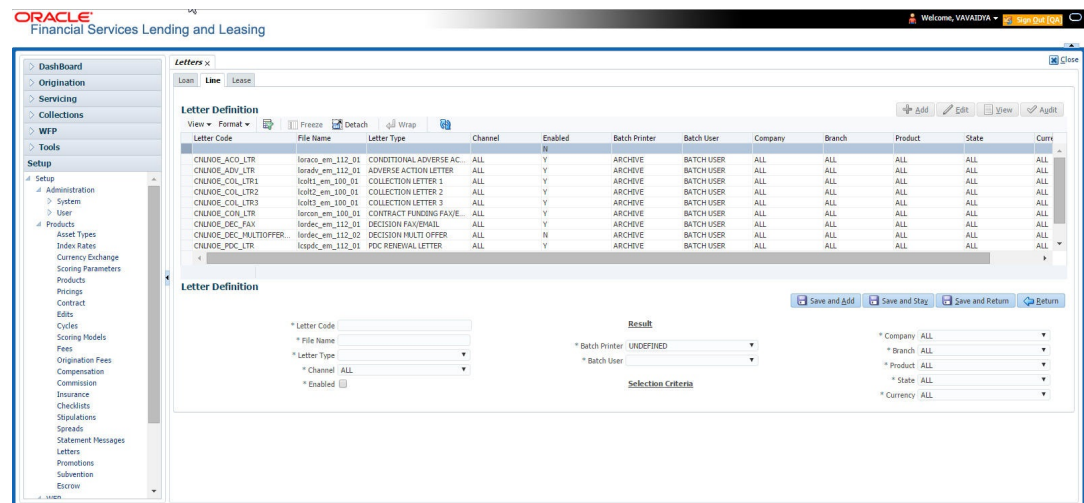 ORACLE
Financial Services Lending and Leasing
Welcome, VAVAIDYA
Sign Out [QA]
Close
DashBoard
Origination
Servicing
Collections
WFP
Tools
Setup
Setup
Administration
System
User
Products
Asset Types
Index Rates
Currency Exchange
Scoring Parameters
Products
Pricings
Contract
Edits
Cycles
Scoring Models
Fees
Origination Fees
Compensation
Commission
Insurance
Checklists
Stipulations
Spreads
Statement Messages
Letters
Promotions
Subvention
Escrow
WFP
Letters x
Loan Line Lease
Letter Definition
Add Edit View Audit
View Format Freeze Detach Wrap
Letter Code File Name Letter Type Channel Enabled Batch Printer Batch User Company Branch Product State Curre
N
CNLNOE_ACO_LTR loraco_em_112_01 CONDITIONAL ADVERSE AC... ALL Y ARCHIVE BATCH USER ALL ALL ALL ALL ALL
CNLNOE_ADV_LTR loradv_em_112_01 ADVERSE ACTION LETTER ALL Y ARCHIVE BATCH USER ALL ALL ALL ALL ALL
CNLNOE_COL_LTR1 lcolt1_em_100_01 COLLECTION LETTER 1 ALL Y ARCHIVE BATCH USER ALL ALL ALL ALL ALL
CNLNOE_COL_LTR2 lcolt2_em_100_01 COLLECTION LETTER 2 ALL Y ARCHIVE BATCH USER ALL ALL ALL ALL ALL
CNLNOE_COL_LTR3 lcolt3_em_100_01 COLLECTION LETTER 3 ALL Y ARCHIVE BATCH USER ALL ALL ALL ALL ALL
CNLNOE_CON_LTR lorcon_em_100_01 CONTRACT FUNDING FAX/E... ALL Y ARCHIVE BATCH USER ALL ALL ALL ALL ALL
CNLNOE_DEC_FAX lordec_em_112_01 DECISION FAX/EMAIL ALL Y ARCHIVE BATCH USER ALL ALL ALL ALL ALL
CNLNOE_DEC_MULTIOFFER... lordec_em_112_02 DECISION MULTI OFFER ALL N ARCHIVE BATCH USER ALL ALL ALL ALL ALL
CNLNOE_PDC_LTR lcspdc_em_112_01 PDC RENEWAL LETTER ALL Y ARCHIVE BATCH USER ALL ALL ALL ALL ALL
Letter Definition
Save and Add Save and Stay Save and Return Return
* Letter Code
* File Name
* Letter Type
* Channel ALL
* Enabled
Result
* Batch Printer UNDEFINED
* Batch User
Selection Criteria
* Company ALL
* Branch ALL
* Product ALL
* State ALL
* Currency ALL